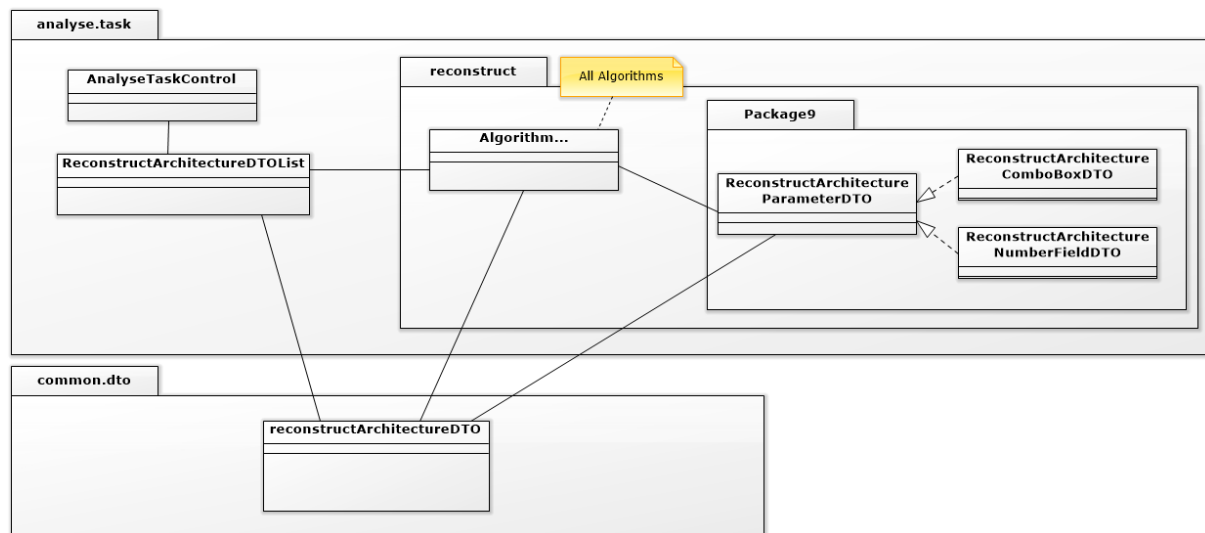 analyse.task
AnalyseTaskControl
reconstruct
All Algorithms
Package9
Algorithm...
ReconstructArchitectureDTOList
ReconstructArchitecture
ParameterDTO
ReconstructArchitecture
ComboBoxDTO
ReconstructArchitecture
NumberFieldDTO
common.dto
reconstructArchitectureDTO